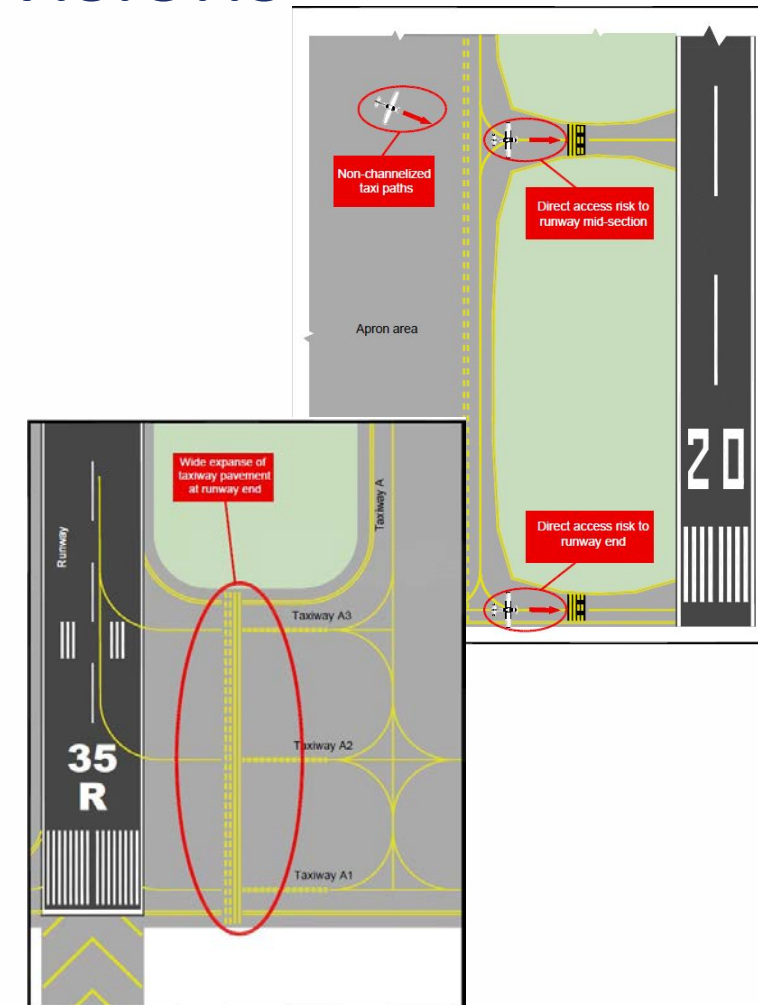 Non-channelized
taxi paths
Direct access risk to
runway mid-section
Apron area
20
Direct access risk to
runway end
Wide expanse of
taxiway pavement
at runway end
Runway
Taxiway A
Taxiway A3
Taxiway A2
35
R
Taxiway A1